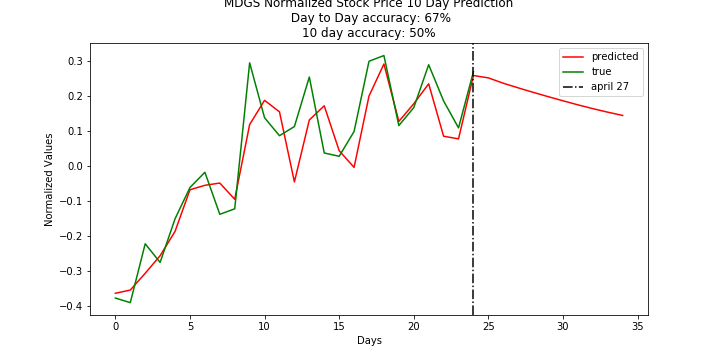 MDGS Normalized Stock Price 10 Day Prediction
Day to Day accuracy: 67%
10 day accuracy: 50%
predicted
true
april 27
Normalized Values
0.3
0.2
0.1
0.0
−0.1
−0.2
−0.3
−0.4
0 5 10 15 20 25 30 35
Days